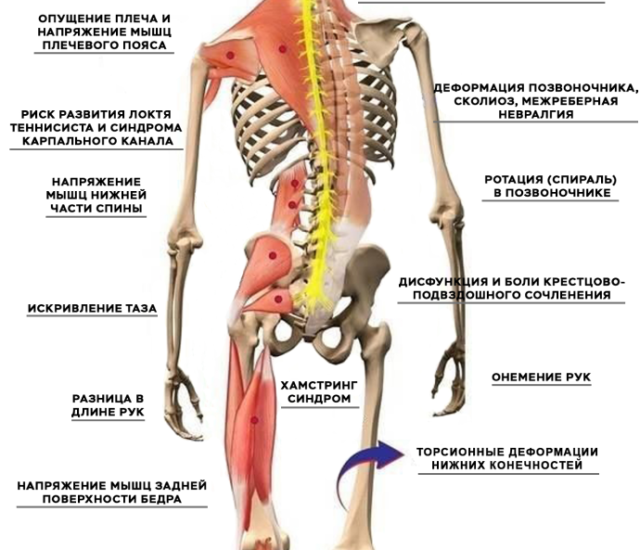 ОПУЩЕНИЕ ПЛЕЧА И
НАПРЯЖЕНИЕ МЫШЦ
ПЛЕЧЕВОГО ПОЯСА
РИСК РАЗВИТИЯ ЛОКТЯ
ТЕННИСИСТА И СИНДРОМА
КАРПАЛЬНОГО КАНАЛА
НАПРЯЖЕНИЕ
МЫШЦ НИЖНЕЙ
ЧАСТИ СПИНЫ
ИСКРИВЛЕНИЕ ТАЗА
РАЗНИЦА В
ДЛИНЕ РУК
НАПРЯЖЕНИЕ МЫШЦ ЗАДНЕЙ
ПОВЕРХНОСТИ БЕДРА
ХАМСТРИНГ
СИНДРОМ
ДЕФОРМАЦИЯ ПОЗВОНОЧНИКА,
СКОЛИОЗ, МЕЖРЕБЕРНАЯ
НЕВРАЛГИЯ
РОТАЦИЯ (СПИРАЛЬ)
В ПОЗВОНОЧНИКЕ
ДИСФУНКЦИЯ И БОЛИ КРЕСТЦОВО-
ПОДВЗДОШНОГО СОЧЛЕНЕНИЯ
ОНЕМЕНИЕ РУК
ТОРСИОННЫЕ ДЕФОРМАЦИИ
НИЖНИХ КОНЕЧНОСТЕЙ